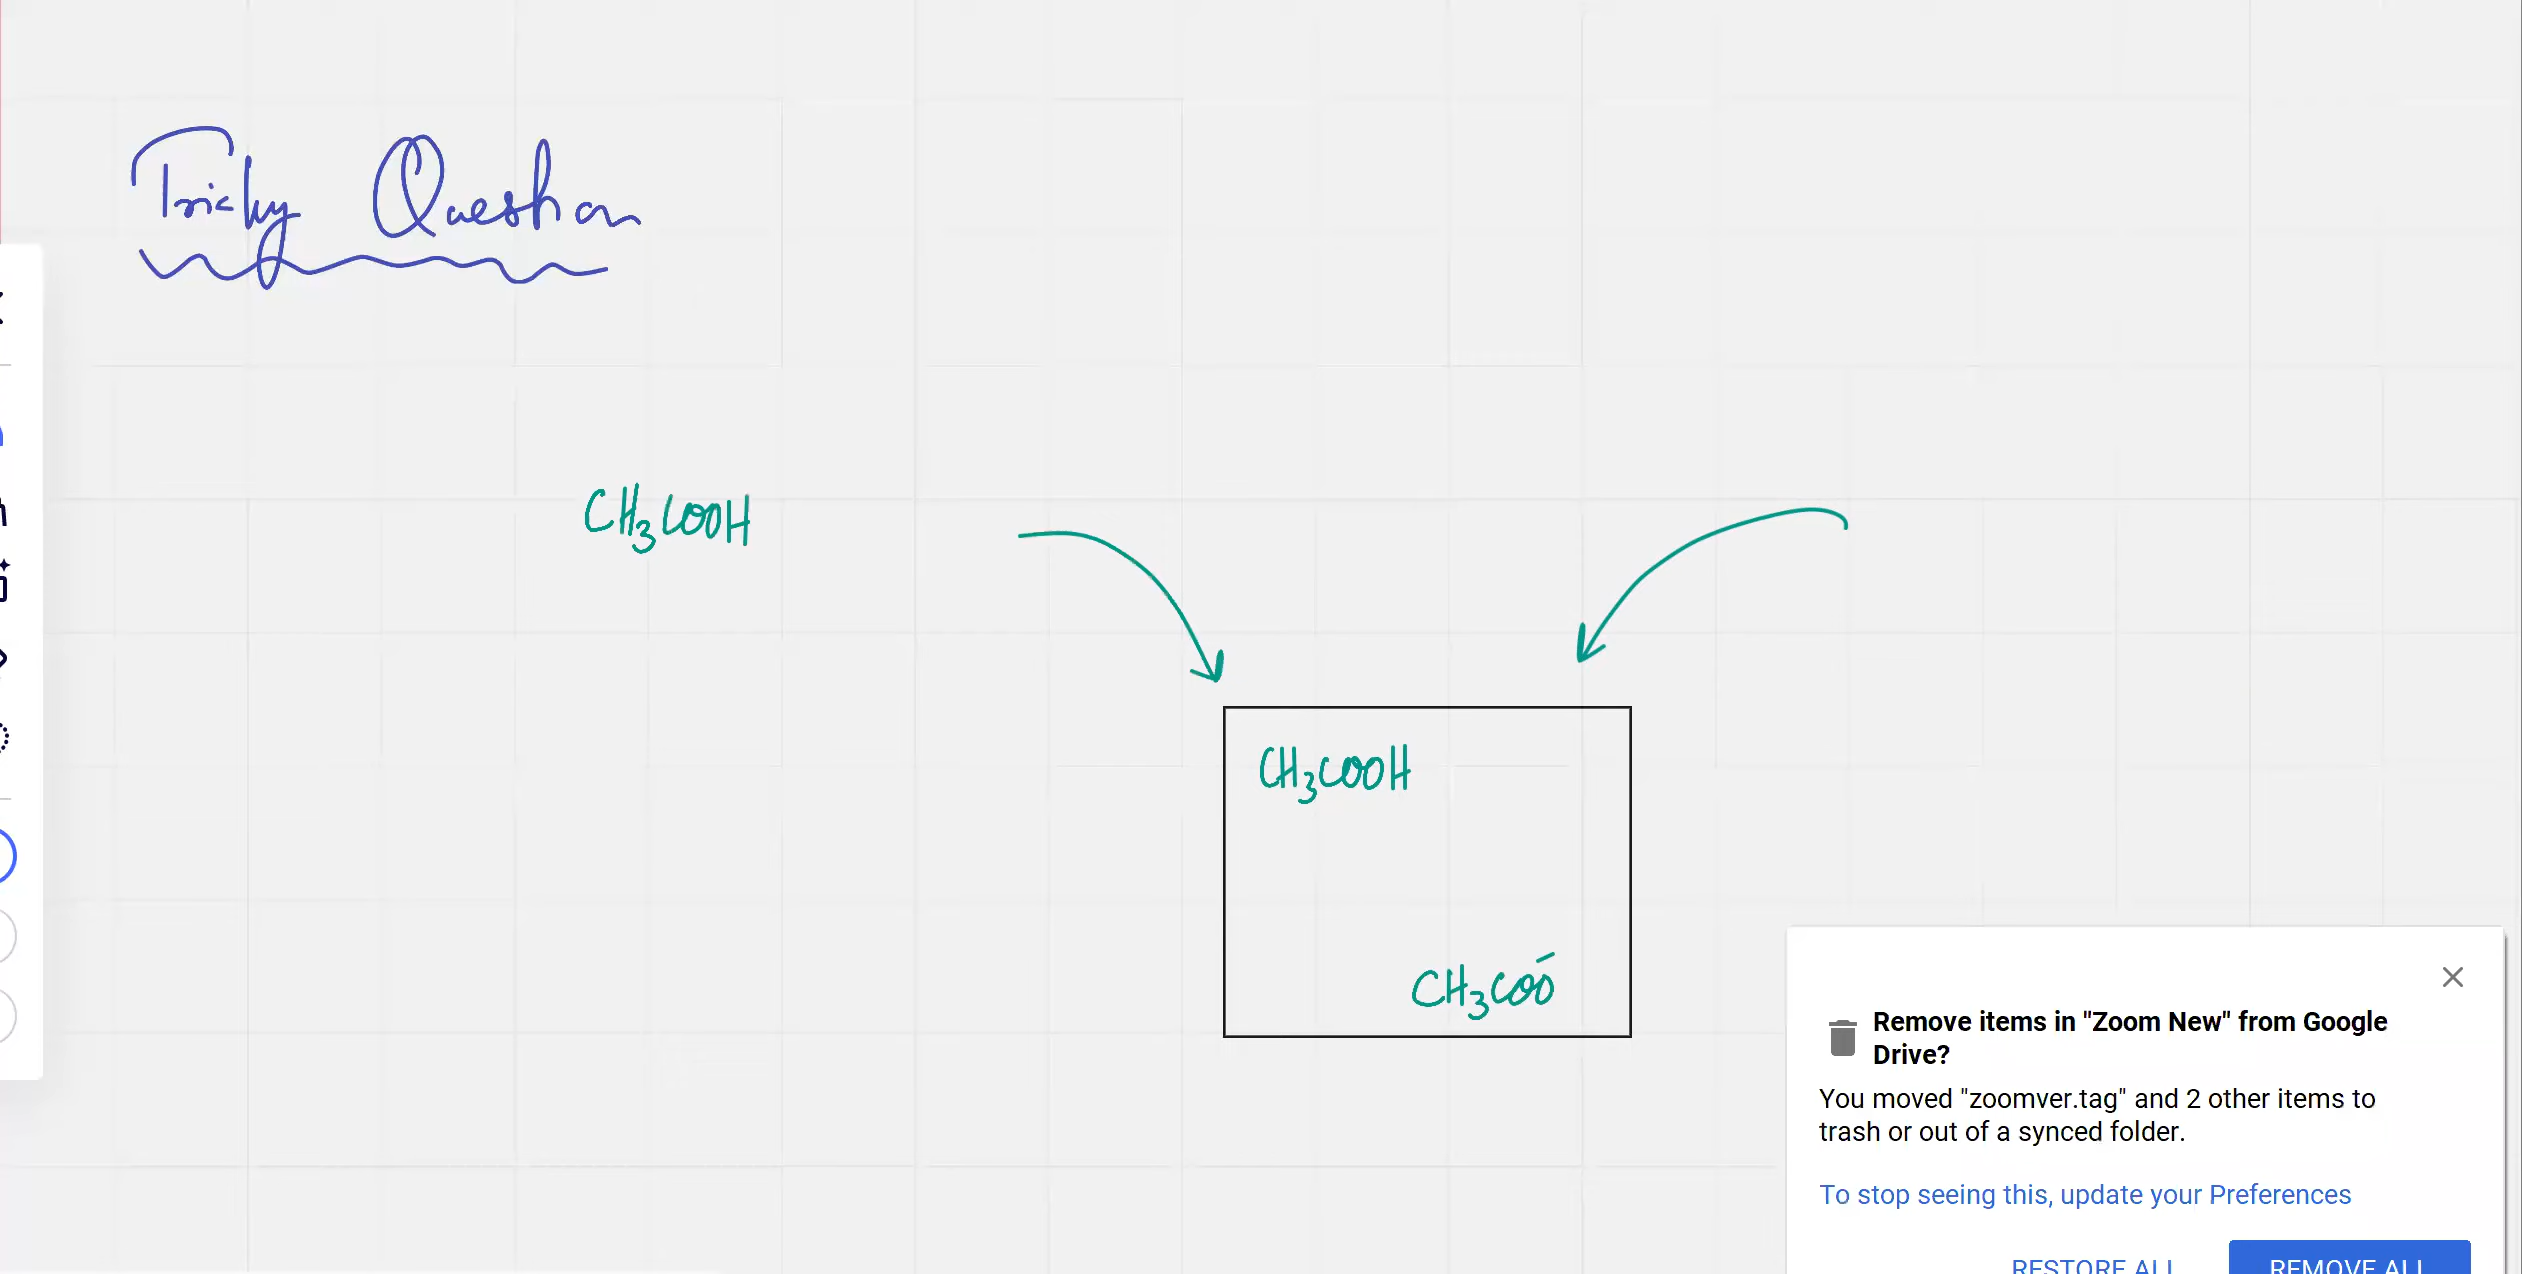 Tricky Question
CH3COOH
CH3COOH
CH3COO-
Remove items in "Zoom New" from Google
Drive?
You moved "zoomver.tag" and 2 other items to
trash or out of a synced folder.
To stop seeing this, update your Preferences
RESTORE ALL
REMOVE ALL